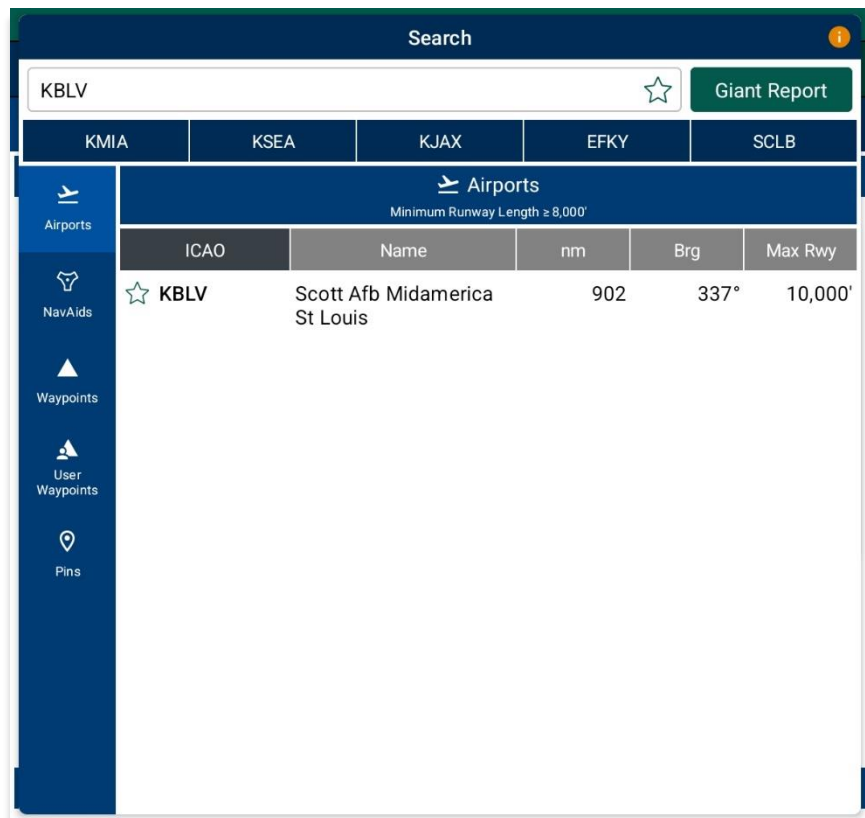 Search
KBLV
Giant Report
KMIA KSEA KJAX EFKY SCLB
Airports
NavAids
Waypoints
User
Waypoints
Pins
Airports
Minimum Runway Length ≥ 8,000'
ICAO Name nm Brg Max Rwy
KBLV Scott Afb Midamerica 902 337° 10,000'
St Louis